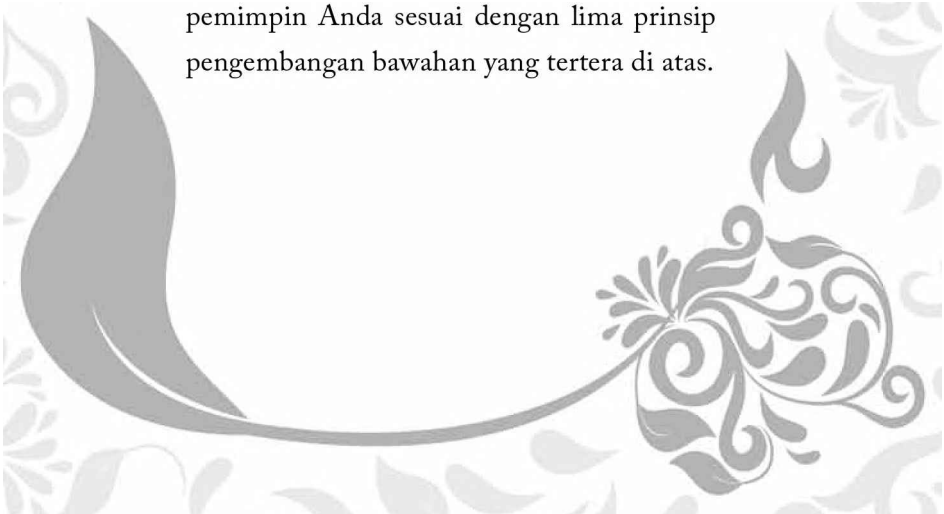 pemimpin Anda sesuai dengan lima prinsip
pengembangan bawahan yang tertera di atas.